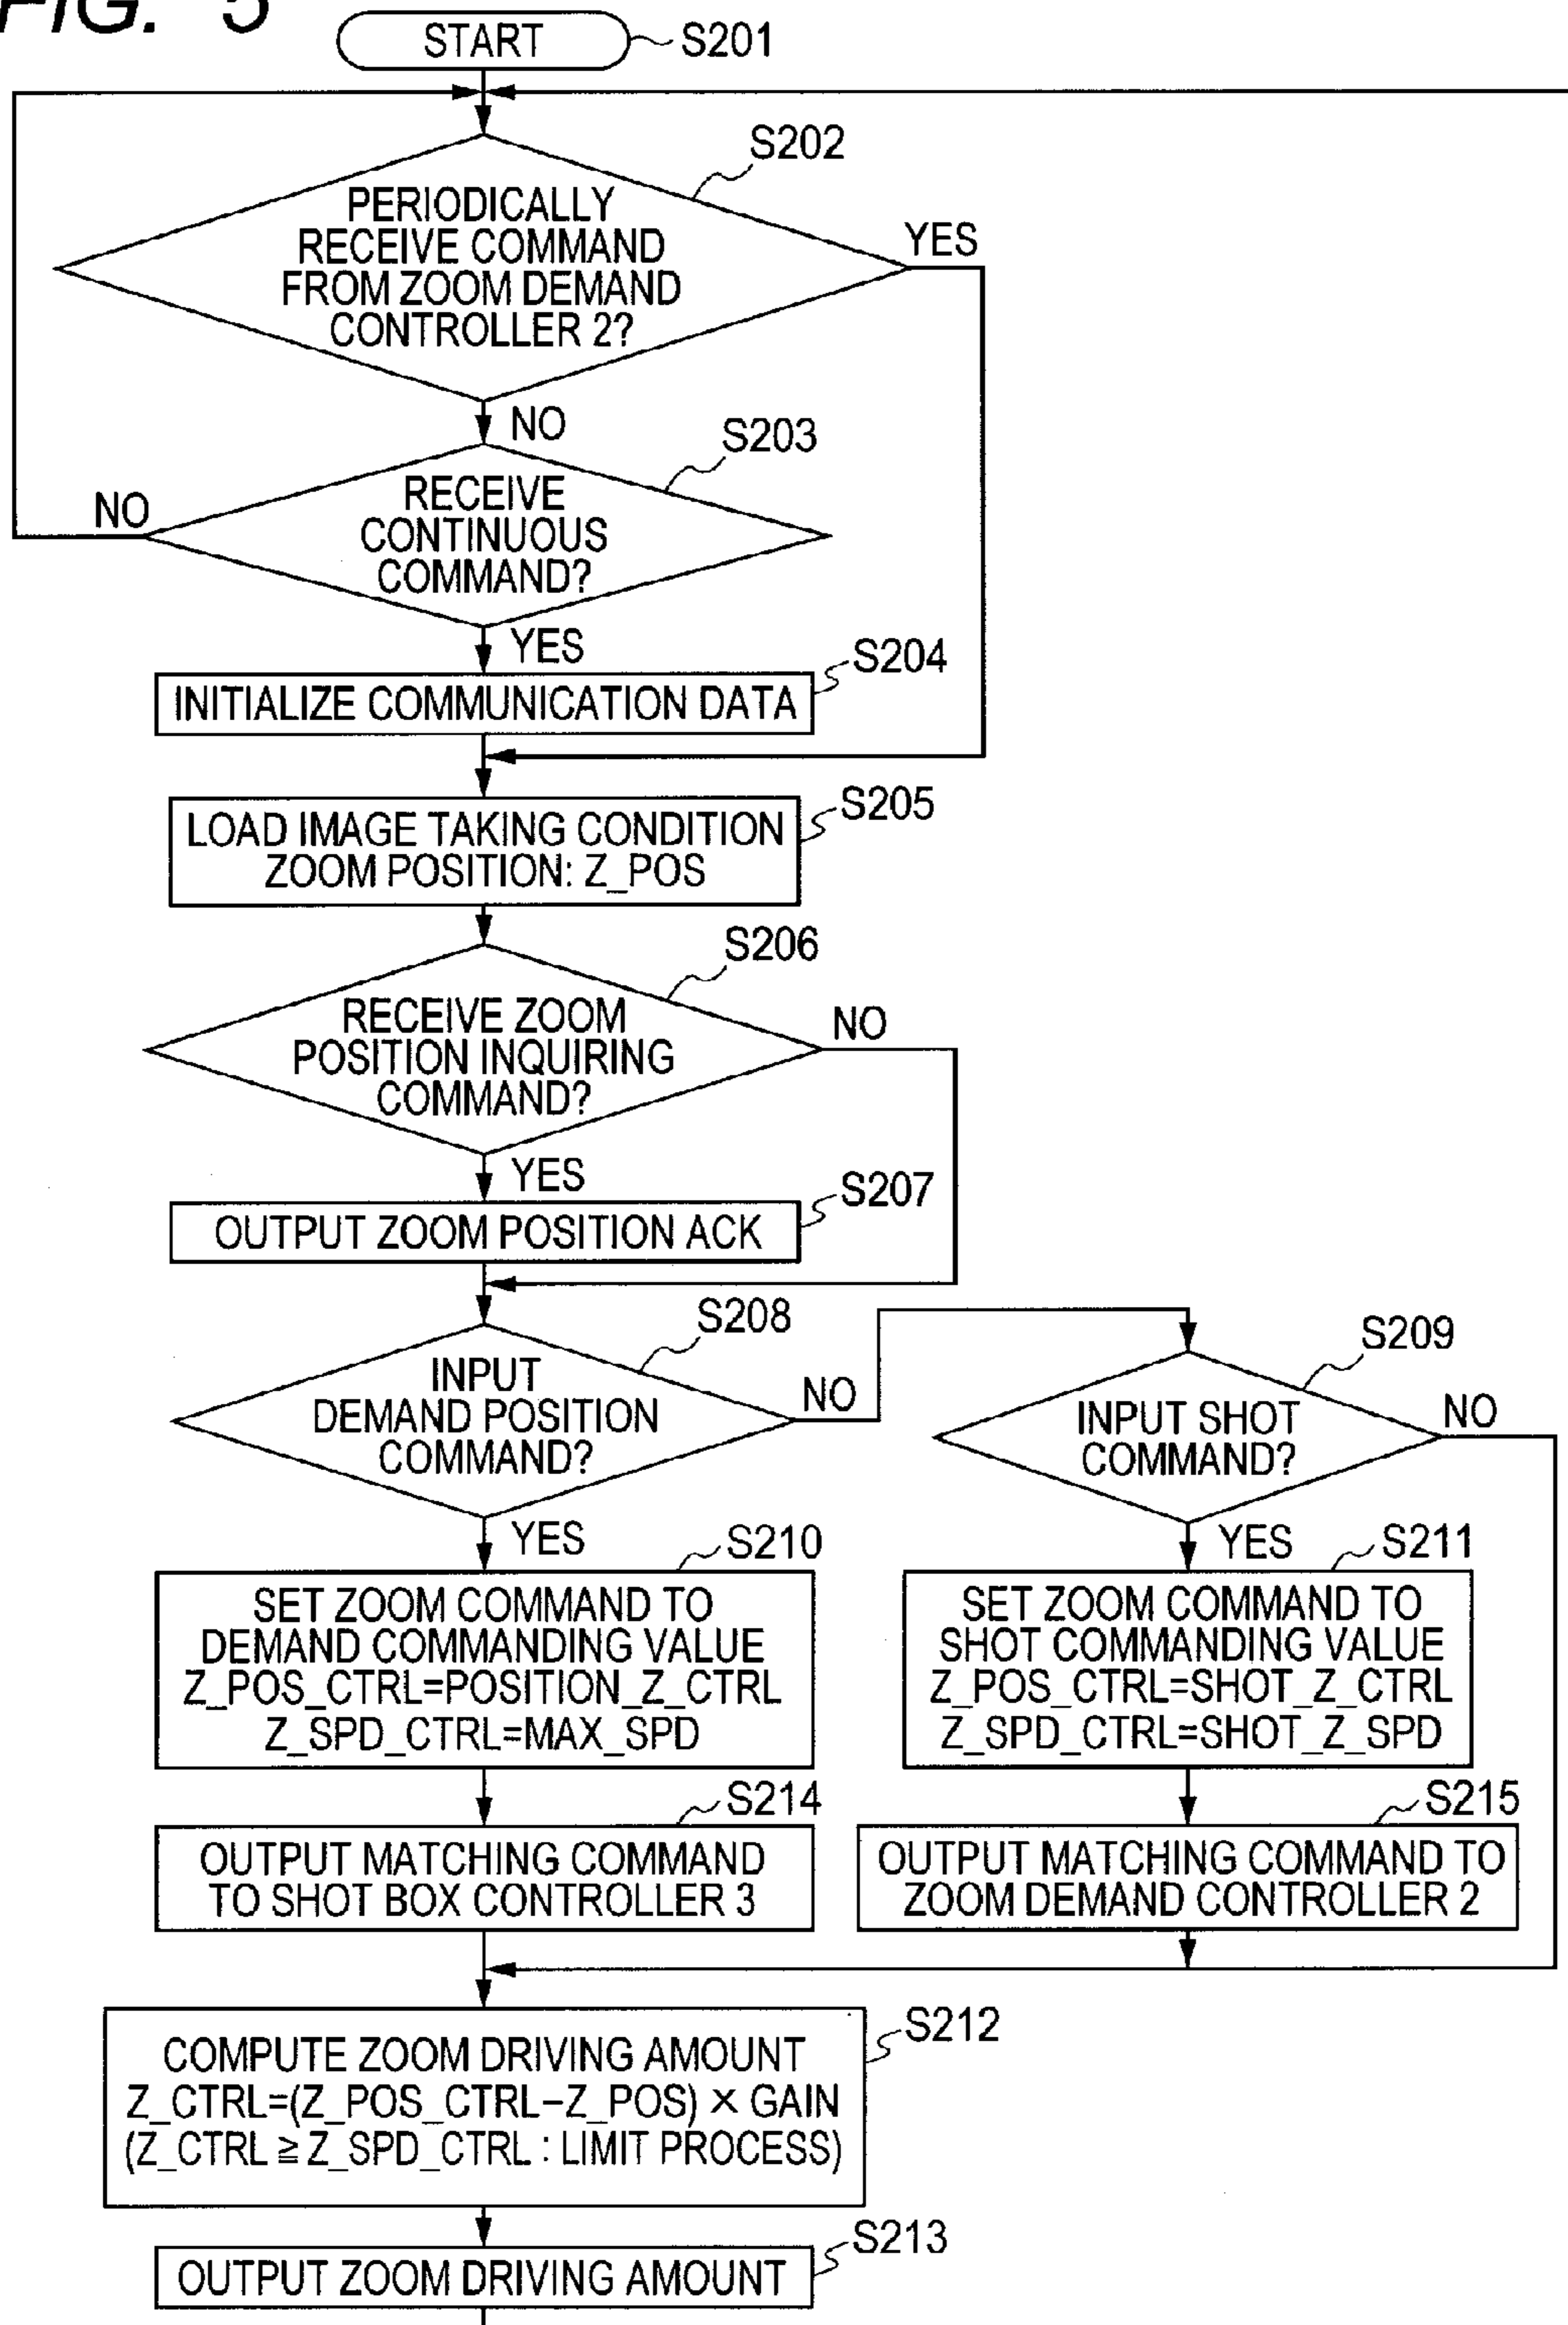 FIG. 5
START
S201
S202
PERIODICALLY
RECEIVE COMMAND
FROM ZOOM DEMAND
CONTROLLER 2?
YES
NO
S203
RECEIVE
CONTINUOUS
COMMAND?
NO
YES
S204
INITIALIZE COMMUNICATION DATA
S205
LOAD IMAGE TAKING CONDITION
ZOOM POSITION: Z_POS
S206
RECEIVE ZOOM
POSITION INQUIRING
COMMAND?
NO
YES
S207
OUTPUT ZOOM POSITION ACK
S208
INPUT
DEMAND POSITION
COMMAND?
NO
S209
INPUT SHOT
COMMAND?
NO
YES
S210
SET ZOOM COMMAND TO
DEMAND COMMANDING VALUE
Z_POS_CTRL=POSITION_Z_CTRL
Z_SPD_CTRL=MAX_SPD
YES
S211
SET ZOOM COMMAND TO
SHOT COMMANDING VALUE
Z_POS_CTRL=SHOT_Z_CTRL
Z_SPD_CTRL=SHOT_Z_SPD
S214
OUTPUT MATCHING COMMAND
TO SHOT BOX CONTROLLER 3
S215
OUTPUT MATCHING COMMAND TO
ZOOM DEMAND CONTROLLER 2
S212
COMPUTE ZOOM DRIVING AMOUNT
Z_CTRL=(Z_POS_CTRL−Z_POS) × GAIN
(Z_CTRL ≧ Z_SPD_CTRL : LIMIT PROCESS)
S213
OUTPUT ZOOM DRIVING AMOUNT